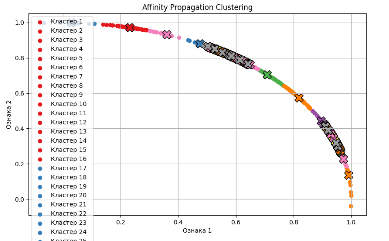 Affinity Propagation Clustering
Кластер 1
Кластер 2
Кластер 3
Кластер 4
Кластер 5
Кластер 6
Кластер 7
Кластер 8
Кластер 9
Кластер 10
Кластер 11
Кластер 12
Кластер 13
Кластер 14
Кластер 15
Кластер 16
Кластер 17
Кластер 18
Кластер 19
Кластер 20
Кластер 21
Кластер 22
Кластер 23
Кластер 24
1.0
0.8
0.6
0.4
0.2
0.0
Ознака 2
0.2
0.4
0.6
0.8
1.0
Ознака 1